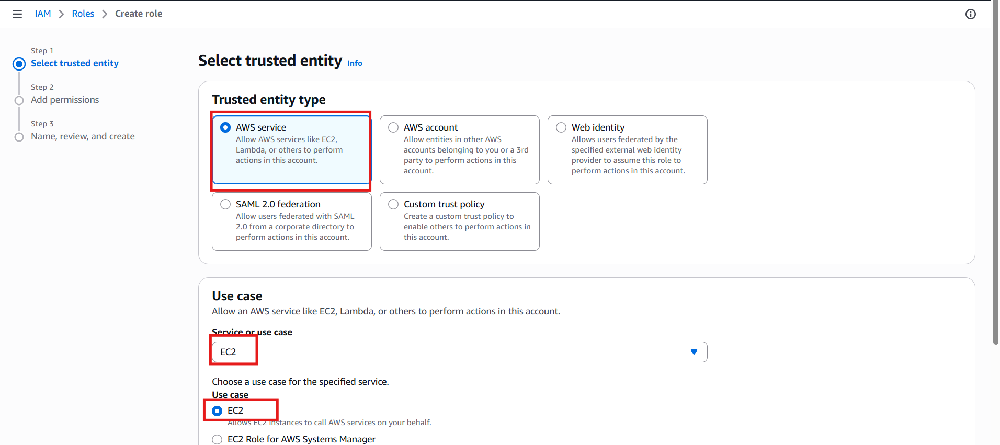 IAM > Roles > Create role
Step 1
Select trusted entity
Step 2
Add permissions
Step 3
Name, review, and create
Select trusted entity Info
Trusted entity type
AWS service
Allow AWS services like EC2,
Lambda, or others to perform
actions in this account.
AWS account
Allow entities in other AWS
accounts belonging to you or a 3rd
party to perform actions in this
account.
Web identity
Allows users federated by the
specified external web identity
provider to assume this role to
perform actions in this account.
SAML 2.0 federation
Allow users federated with SAML
2.0 from a corporate directory to
perform actions in this account.
Custom trust policy
Create a custom trust policy to
enable others to perform actions in
this account.
Use case
Allow an AWS service like EC2, Lambda, or others to perform actions in this account.
Service or use case
EC2
Choose a use case for the specified service.
Use case
EC2
Allows EC2 instances to call AWS services on your behalf.
EC2 Role for AWS Systems Manager